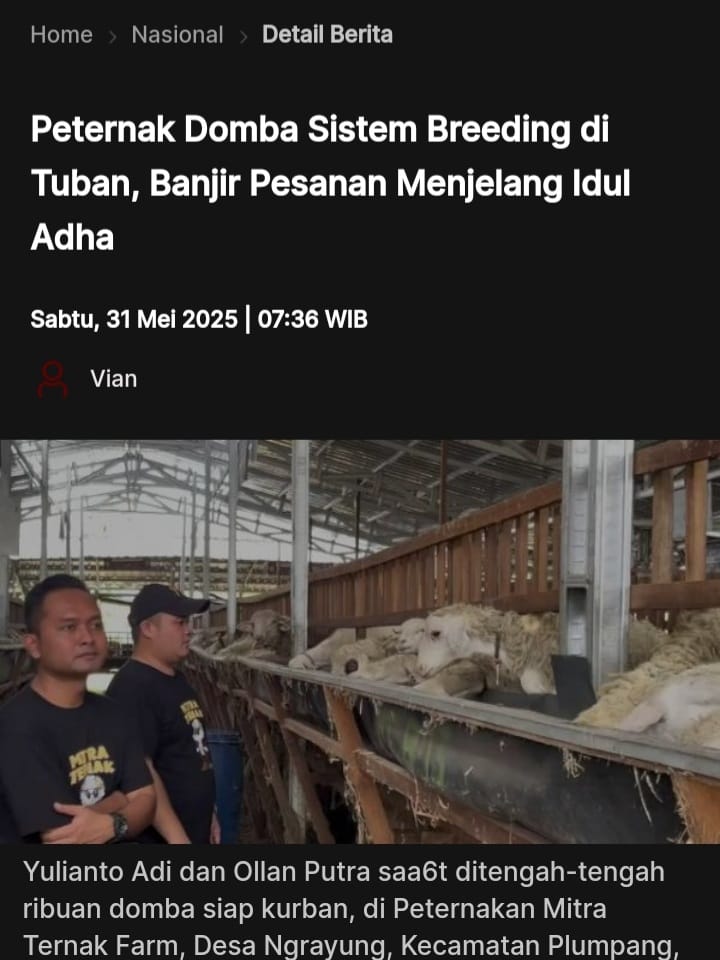 Home > Nasional > Detail Berita
Peternak Domba Sistem Breeding di
Tuban, Banjir Pesanan Menjelang Idul
Adha
Sabtu, 31 Mei 2025 | 07:36 WIB
Vian
MITRA
TERNAK
MITRA
TERNAK
Yulianto Adi dan Ollan Putra saa6t ditengah-tengah
ribuan domba siap kurban, di Peternakan Mitra
Ternak Farm, Desa Ngrayung, Kecamatan Plumpang,